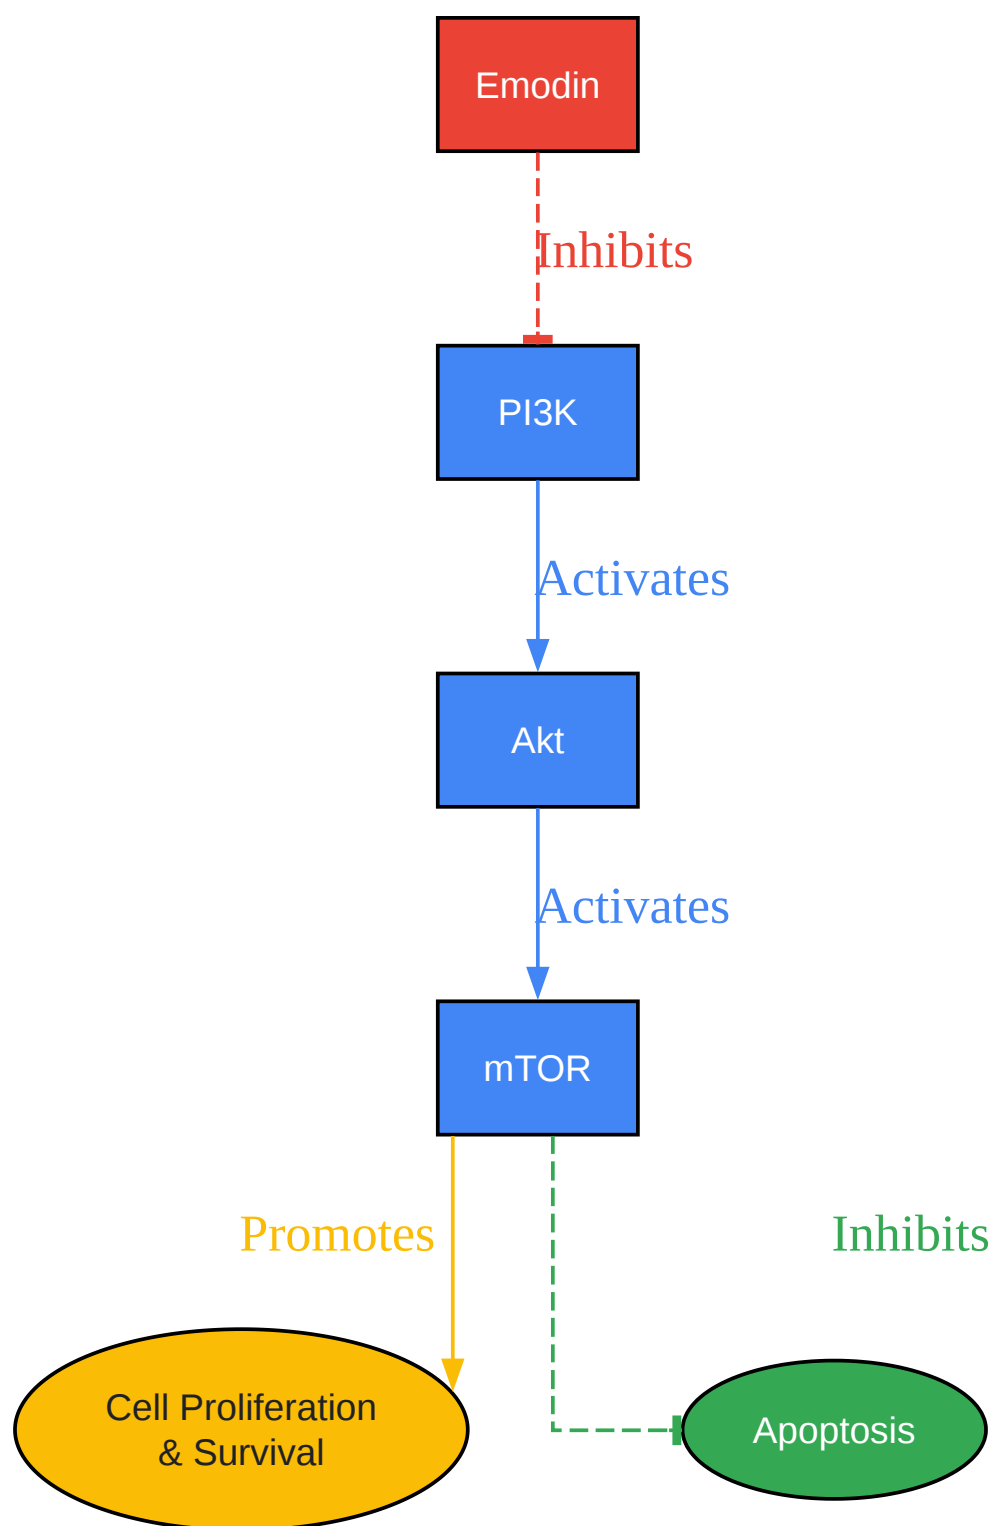 Emodin
Inhibits
PI3K
Activates
Akt
Activates
mTOR
Promotes
Inhibits
Cell Proliferation
& Survival
Apoptosis